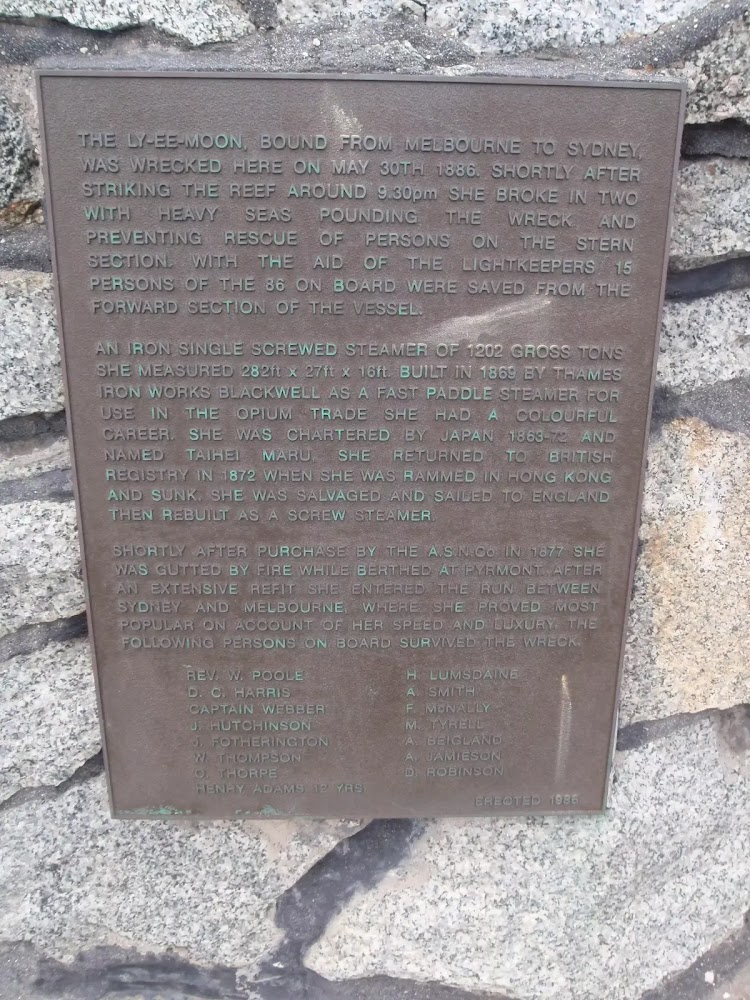 THE LY-EE-MOON, BOUND FROM MELBOURNE TO SYDNEY,
WAS WRECKED HERE ON MAY 30TH 1886. SHORTLY AFTER
STRIKING THE REEF AROUND 9.30pm SHE BROKE IN TWO
WITH HEAVY SEAS POUNDING THE WRECK AND
PREVENTING RESCUE OF PERSONS ON THE STERN
SECTION. WITH THE AID OF THE LIGHTKEEPERS 15
PERSONS OF THE 86 ON BOARD WERE SAVED FROM THE
FORWARD SECTION OF THE VESSEL.
AN IRON SINGLE SCREWED STEAMER OF 1202 GROSS TONS
SHE MEASURED 282ft x 27ft x 16ft. BUILT IN 1869 BY THAMES
IRON WORKS BLACKWELL AS A FAST PADDLE STEAMER FOR
USE IN THE OPIUM TRADE SHE HAD A COLOURFUL
CAREER. SHE WAS CHARTERED BY JAPAN 1863-72 AND
NAMED TAIHEI MARU. SHE RETURNED TO BRITISH
REGISTRY IN 1872 WHEN SHE WAS RAMMED IN HONG KONG
AND SUNK. SHE WAS SALVAGED AND SAILED TO ENGLAND
THEN REBUILT AS A SCREW STEAMER.
SHORTLY AFTER PURCHASE BY THE A.S.N.Co IN 1877 SHE
WAS GUTTED BY FIRE WHILE BERTHED AT PYRMONT. AFTER
AN EXTENSIVE REFIT SHE ENTERED THE RUN BETWEEN
SYDNEY AND MELBOURNE, WHERE SHE PROVED MOST
POPULAR ON ACCOUNT OF HER SPEED AND LUXURY. THE
FOLLOWING PERSONS ON BOARD SURVIVED THE WRECK.
REV. W. POOLE
D. C. HARRIS
CAPTAIN WEBBER
J. HUTCHINSON
FOTHERINGTON
W. THOMPSON
O. THORPE
HENRY ADAMS 12 YRS
H. LUMSDAINE
A. SMITH
F. McNALLY
M. TYRELL
A. BEIGLAND
A. JAMIESON
D. ROBINSON
ERECTED 1986